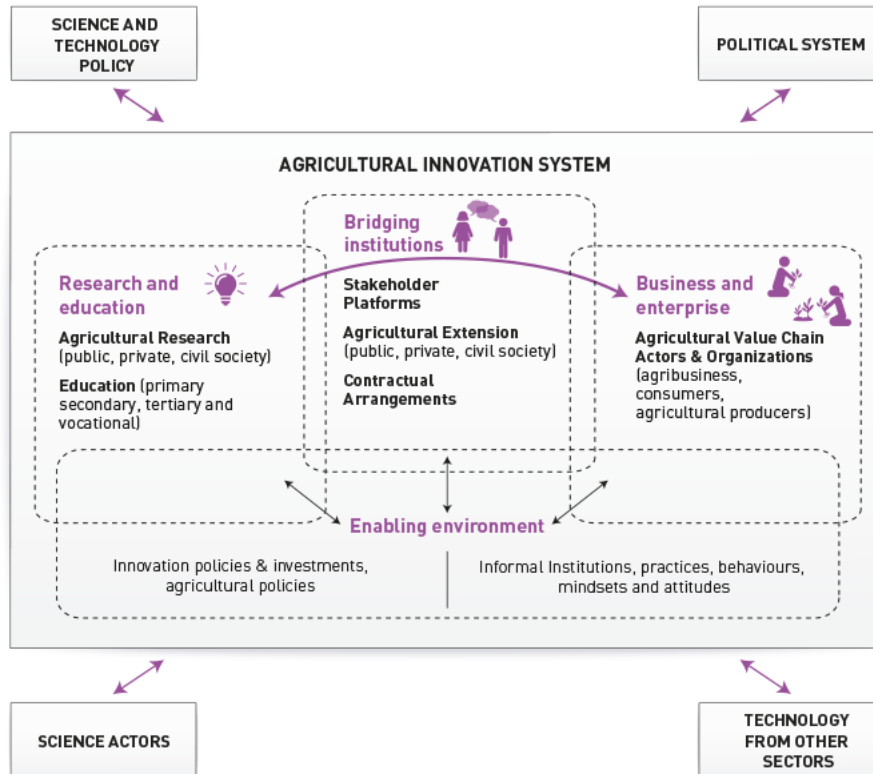 SCIENCE AND
TECHNOLOGY
POLICY
POLITICAL SYSTEM
AGRICULTURAL INNOVATION SYSTEM
Bridging
institutions
Research and
education
Agricultural Research
(public, private, civil society)
Education (primary
secondary, tertiary and
vocational)
Stakeholder
Platforms
Agricultural Extension
(public, private, civil society)
Contractual
Arrangements
Business and
enterprise
Agricultural Value Chain
Actors & Organizations
(agribusiness,
consumers,
agricultural producers)
Enabling environment
Innovation policies & investments,
agricultural policies
Informal Institutions, practices, behaviours,
mindsets and attitudes
SCIENCE ACTORS
TECHNOLOGY
FROM OTHER
SECTORS